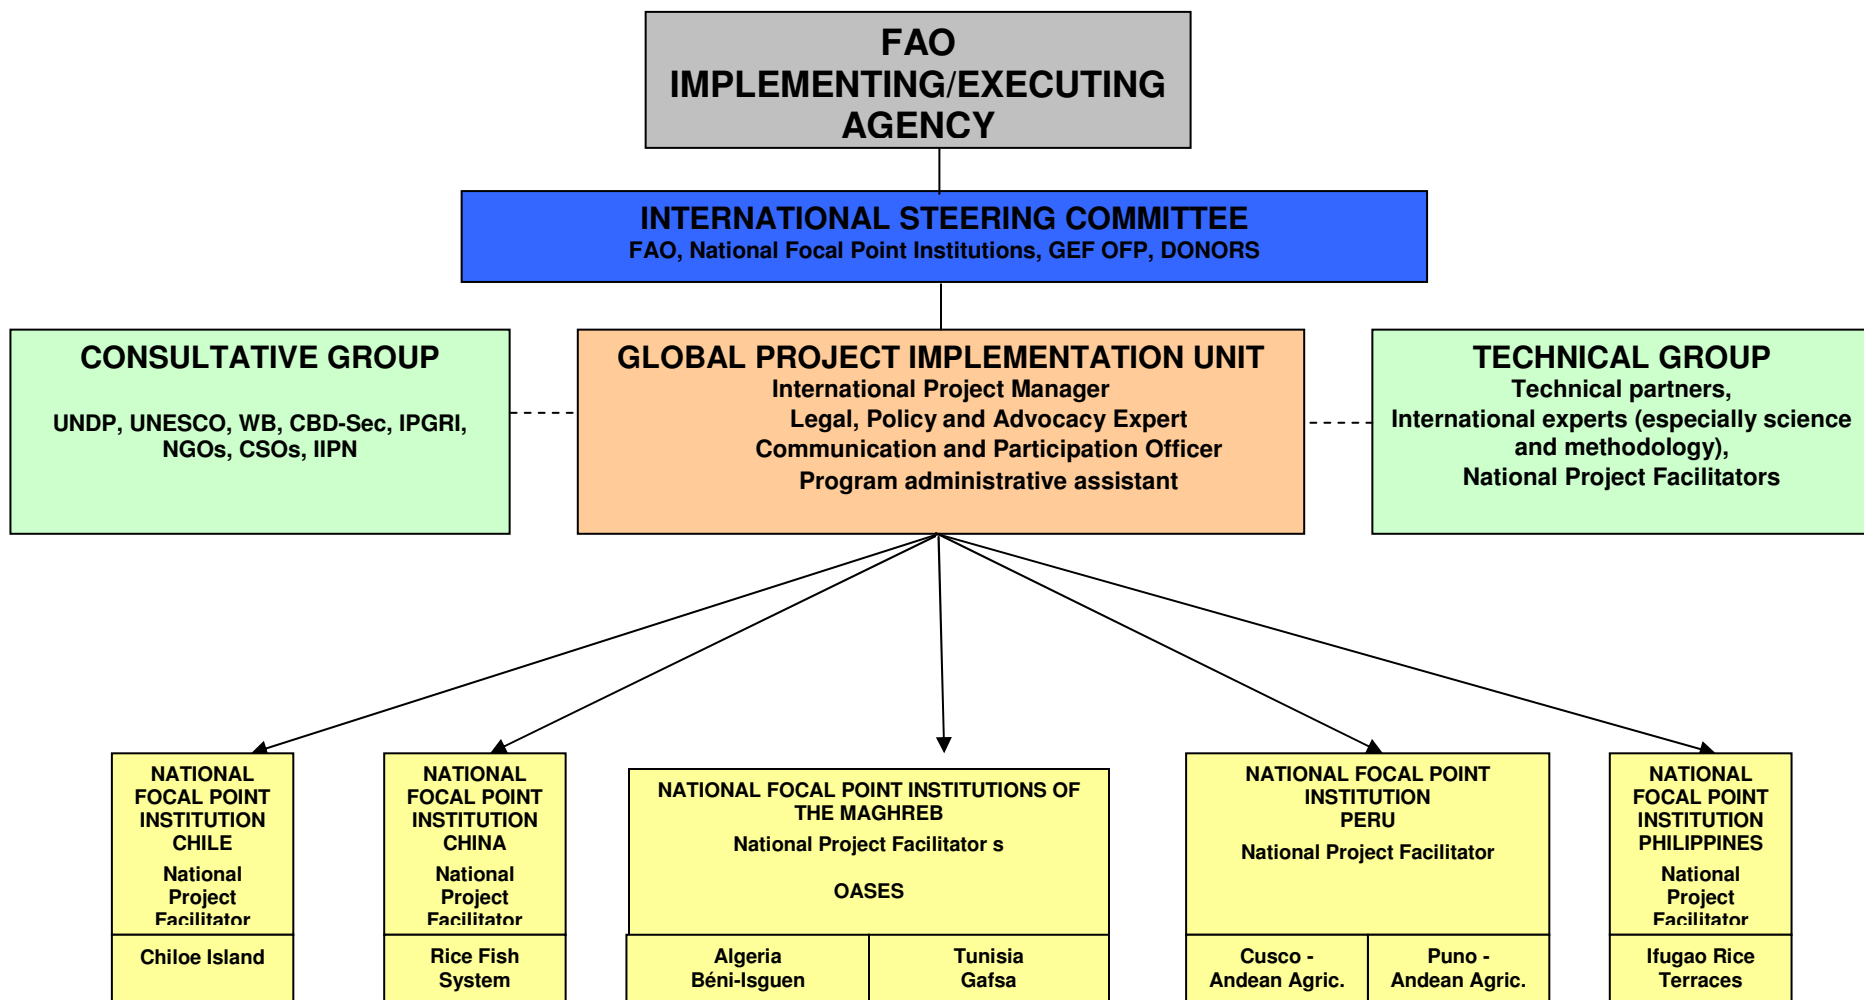 FAO
IMPLEMENTING/EXECUTING
AGENCY
INTERNATIONAL STEERING COMMITTEE
FAO, National Focal Point Institutions, GEF OFP, DONORS
CONSULTATIVE GROUP
UNDP, UNESCO, WB, CBD-Sec, IPGRI,
NGOs, CSOs, IIPN
GLOBAL PROJECT IMPLEMENTATION UNIT
International Project Manager
Legal, Policy and Advocacy Expert
Communication and Participation Officer
Program administrative assistant
TECHNICAL GROUP
Technical partners,
International experts (especially science
and methodology),
National Project Facilitators
NATIONAL
FOCAL POINT
INSTITUTION
CHILE
National
Project
Facilitator
Chiloe Island
NATIONAL
FOCAL POINT
INSTITUTION
CHINA
National
Project
Facilitator
Rice Fish
System
NATIONAL FOCAL POINT INSTITUTIONS OF
THE MAGHREB
National Project Facilitator s
OASES
Algeria
Béni-Isguen
Tunisia
Gafsa
NATIONAL FOCAL POINT
INSTITUTION
PERU
National Project Facilitator
Cusco -
Andean Agric.
Puno -
Andean Agric.
NATIONAL
FOCAL POINT
INSTITUTION
PHILIPPINES
National
Project
Facilitator
Ifugao Rice
Terraces